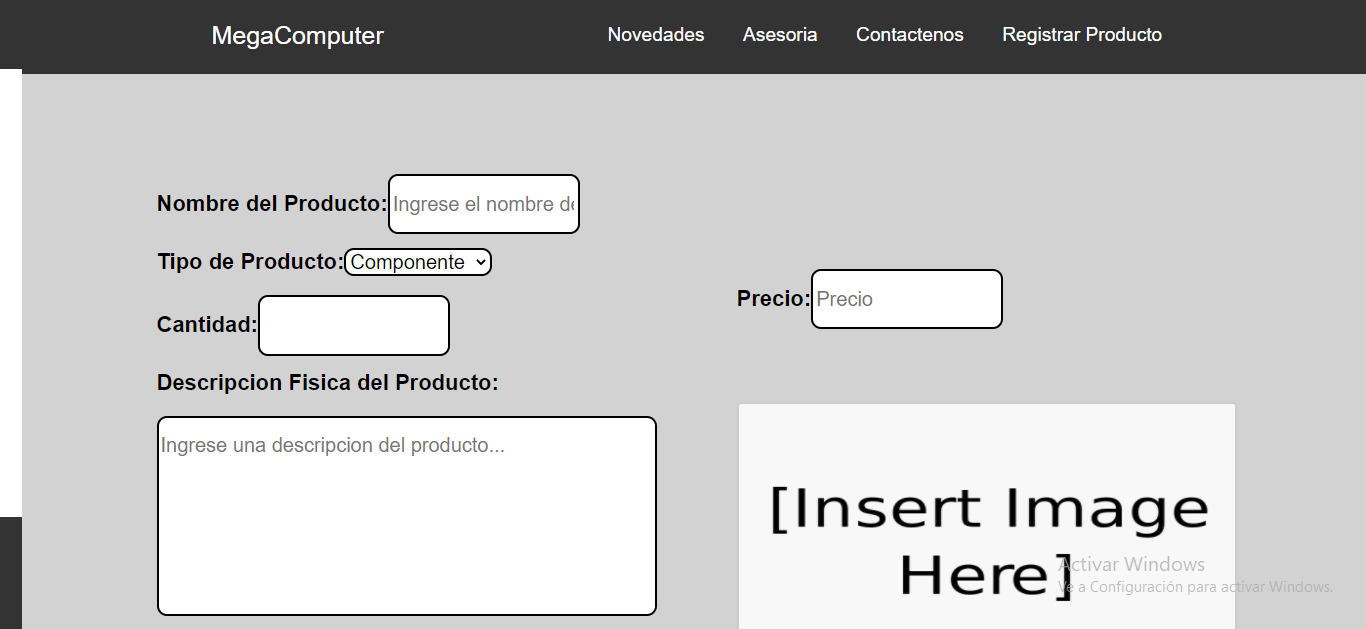 MegaComputer Novedades Asesoria Contactenos Registrar Producto
Nombre del Producto: Ingrese el nombre de
Tipo de Producto: Componente
Cantidad:
Precio: Precio
Descripcion Fisica del Producto:
Ingrese una descripcion del producto...
[Insert Image
Here]
Activar Windows
Ve a Configuración para activar Windows.